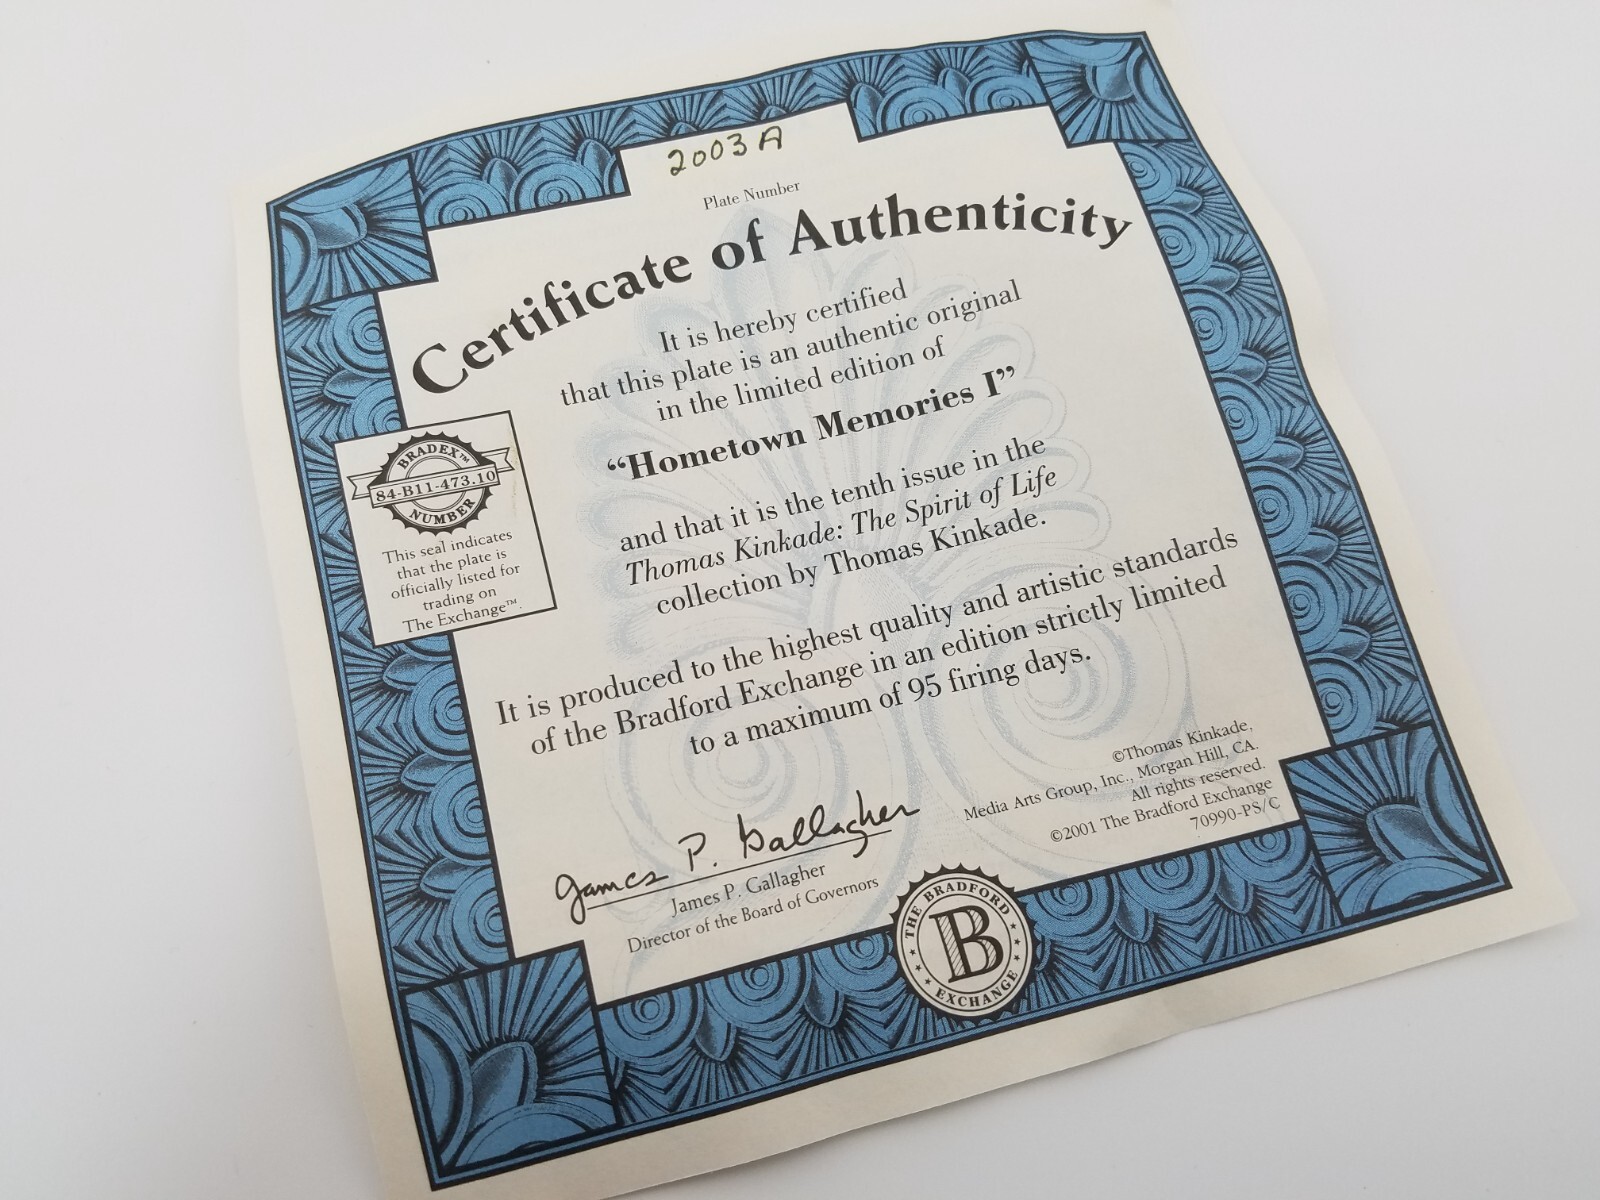 2003A
Plate Number
Certificate of Authenticity
It is hereby certified
that this plate is an authentic original
in the limited edition of
“Hometown Memories I”
and that it is the tenth issue in the
Thomas Kinkade: The Spirit of Life
collection by Thomas Kinkade.
It is produced to the highest quality and artistic standards
of the Bradford Exchange in an edition strictly limited
to a maximum of 95 firing days.
BRADEX™
84-B11-473.10
NUMBER
This seal indicates
that the plate is
officially listed for
trading on
The Exchange™.
James P. Gallagher
James P. Gallagher
Director of the Board of Governors
©Thomas Kinkade,
Media Arts Group, Inc., Morgan Hill, CA.
All rights reserved.
©2001 The Bradford Exchange
70990-PS/C
THE BRADFORD
B
EXCHANGE